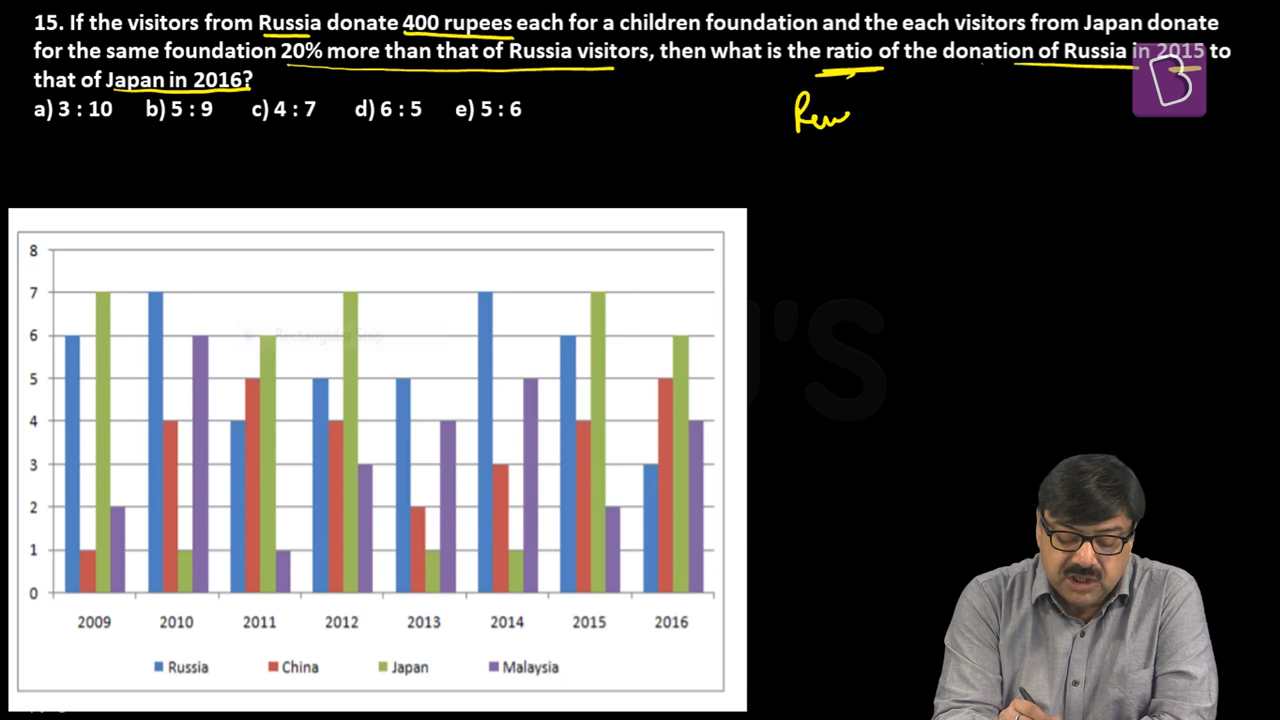 15. If the visitors from Russia donate 400 rupees each for a children foundation and the each visitors from Japan donate
for the same foundation 20% more than that of Russia visitors, then what is the ratio of the donation of Russia in 2015 to
that of Japan in 2016?
a) 3 : 10 b) 5 : 9 c) 4 : 7 d) 6 : 5 e) 5 : 6
B
8
7
6
Rectangular Snip
5
4
3
2
1
0
2009 2010 2011 2012 2013 2014 2015 2016
Russia China Japan Malaysia
'S